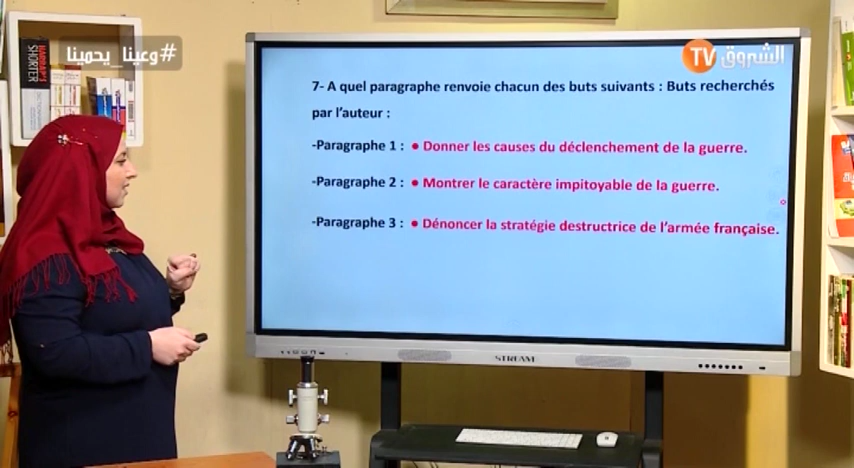 #وعينا_يحمينا
الشروق TV
HARRAP'S
SHORTER
7- A quel paragraphe renvoie chacun des buts suivants : Buts recherchés
par l'auteur :
-Paragraphe 1 : ● Donner les causes du déclenchement de la guerre.
-Paragraphe 2 : ● Montrer le caractère impitoyable de la guerre.
-Paragraphe 3 : ● Dénoncer la stratégie destructrice de l'armée française.
STREAM